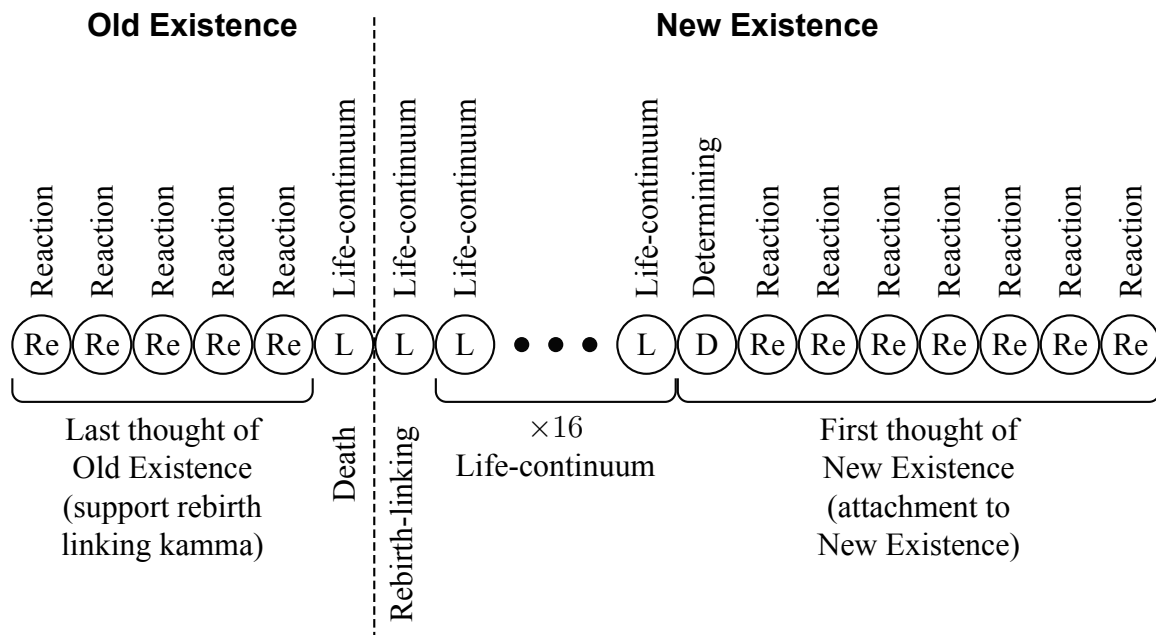 Old Existence
New Existence
Reaction
Reaction
Reaction
Reaction
Reaction
Life-continuum
Life-continuum
Life-continuum
Life-continuum
Determining
Reaction
Reaction
Reaction
Reaction
Reaction
Reaction
Reaction
Re Re Re Re Re L L L L D Re Re Re Re Re Re Re
Last thought of
Old Existence
(support rebirth
linking kamma)
Death
Rebirth-linking
×16
Life-continuum
First thought of
New Existence
(attachment to
New Existence)